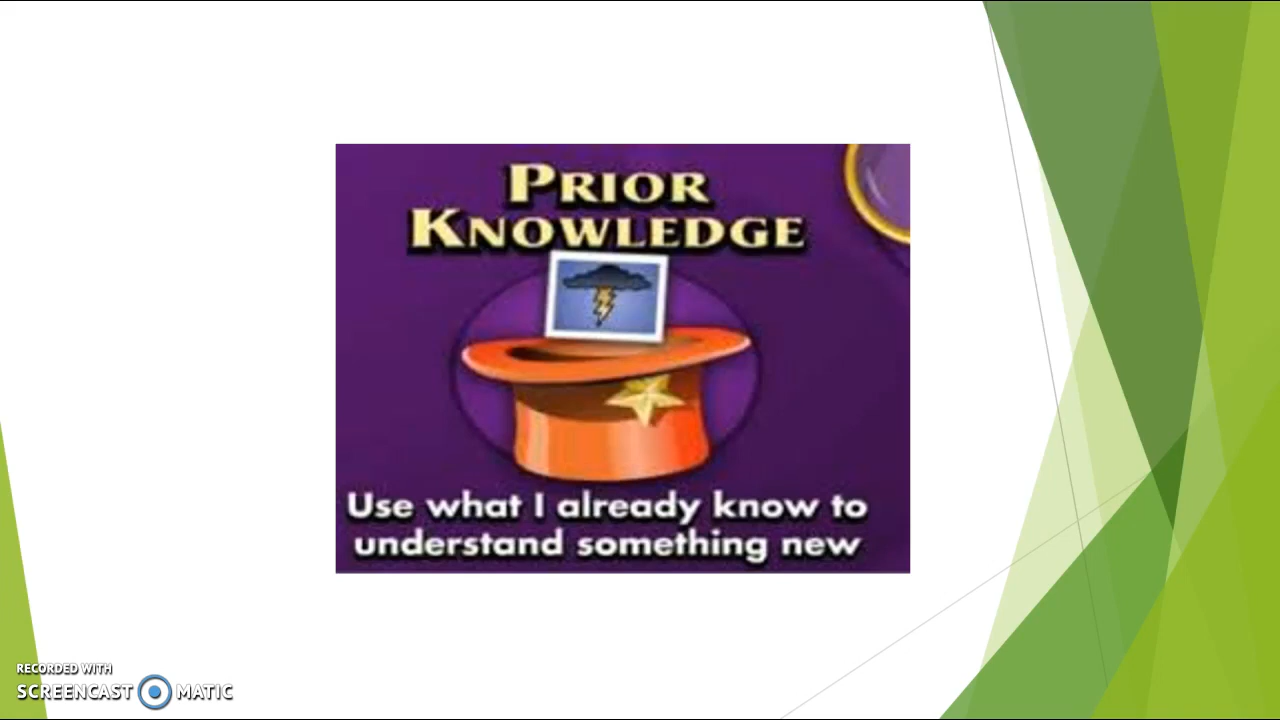 PRIOR
KNOWLEDGE
Use what I already know to
understand something new
RECORDED WITH
SCREENCAST MATIC